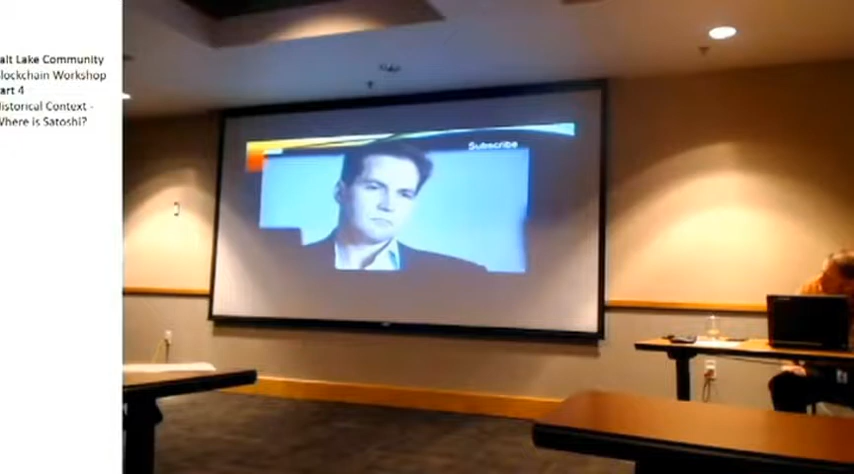 alt Lake Community
lockchain Workshop
art 4
istorical Context -
Where is Satoshi?
Subscribe